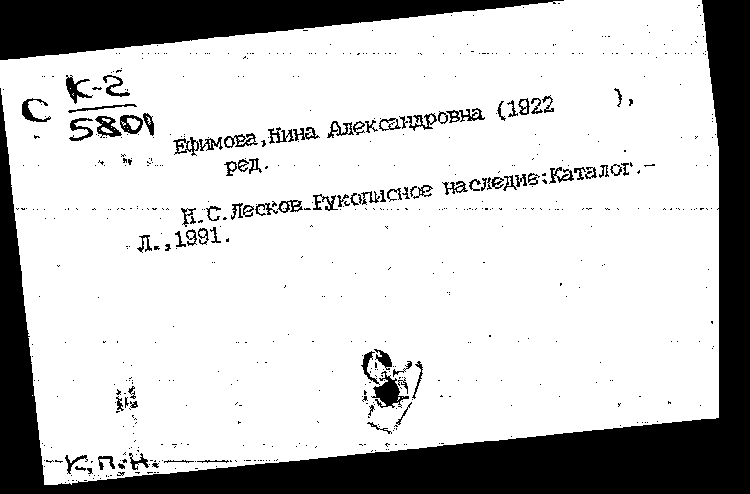 С К-2
5801
Ефимова,Нина Александровна (1922     ),
ред.
Н.С.Лесков.Рукописное наследие:Каталог.-
Л.,1991.
К.П.Н.